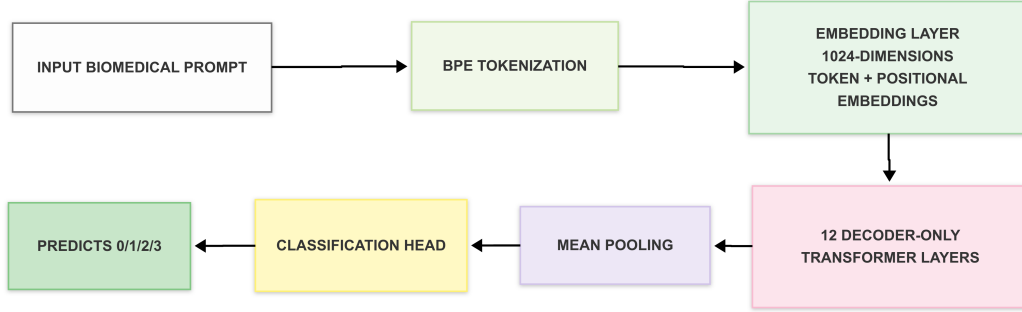 INPUT BIOMEDICAL PROMPT
BPE TOKENIZATION
EMBEDDING LAYER
1024-DIMENSIONS
TOKEN + POSITIONAL
EMBEDDINGS
12 DECODER-ONLY
TRANSFORMER LAYERS
MEAN POOLING
CLASSIFICATION HEAD
PREDICTS 0/1/2/3